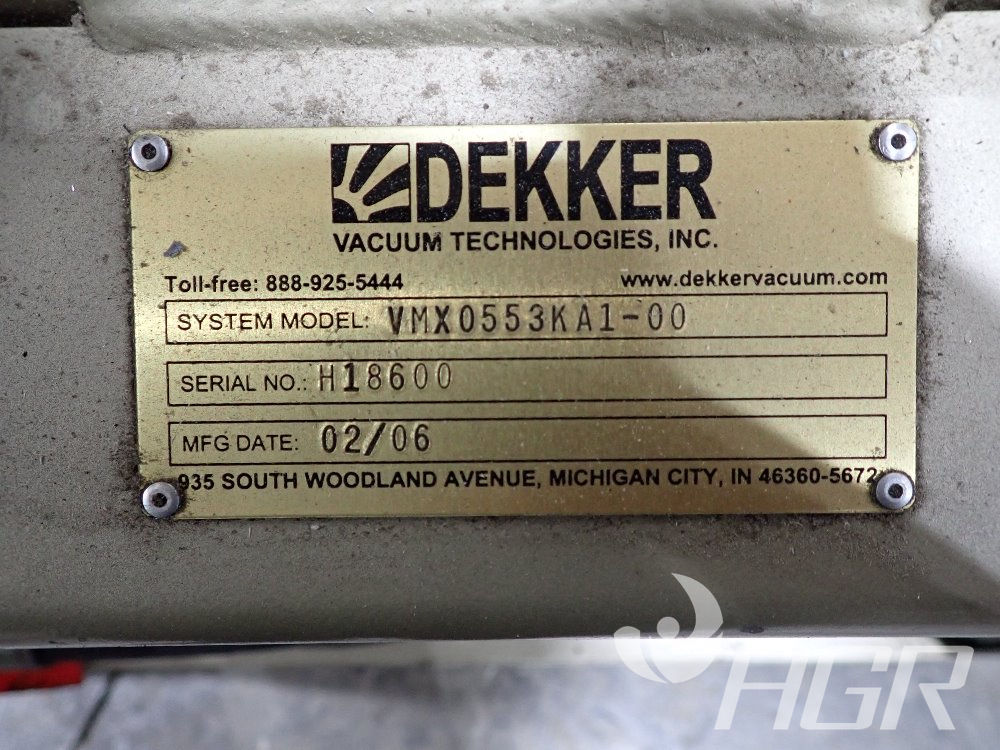 DEKKER
VACUUM TECHNOLOGIES, INC.
Toll-free: 888-925-5444 www.dekkervacuum.com
SYSTEM MODEL: VMX0553KA1-00
SERIAL NO.: H18600
MFG DATE: 02/06
935 SOUTH WOODLAND AVENUE, MICHIGAN CITY, IN 46360-5672
HGR